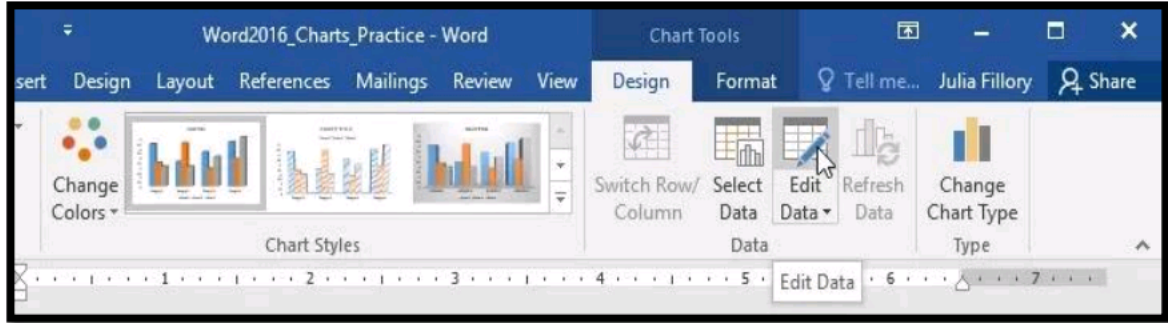 Word2016_Charts_Practice - Word
Chart Tools
sert Design Layout References Mailings Review View Design Format Tell me... Julia Fillory Share
Change Colors
Switch Row/ Column
Select Data
Edit Data
Refresh Data
Change Chart Type
Chart Styles
Data
Type
1 2 3 4 5 6 7
Edit Data